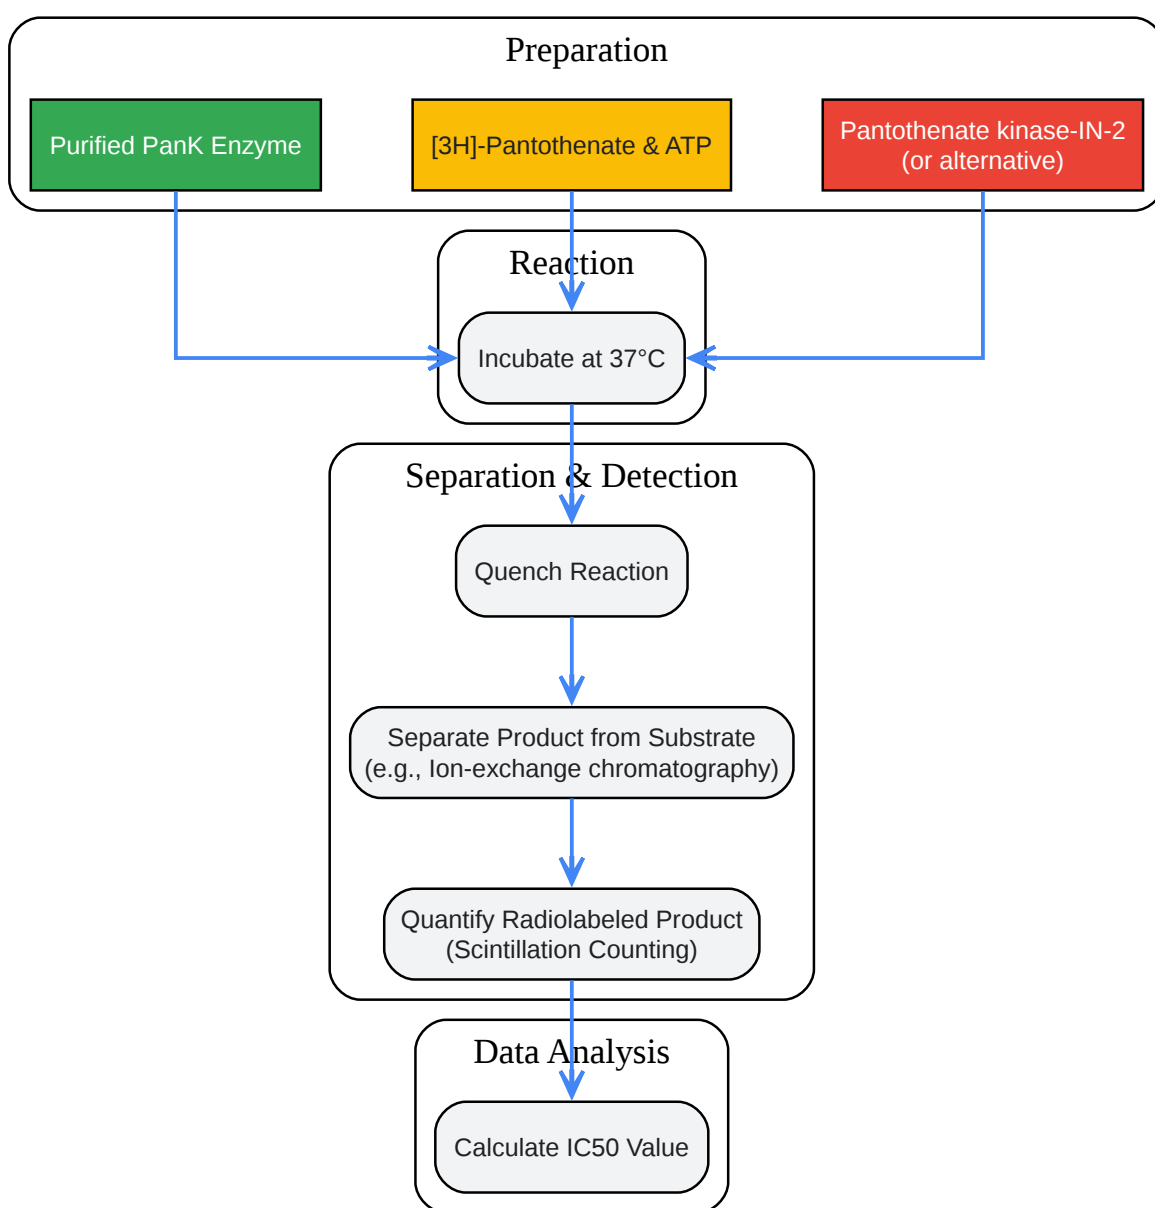 Preparation
Purified PanK Enzyme
[3H]-Pantothenate & ATP
Pantothenate kinase-IN-2
(or alternative)
Reaction
Incubate at 37°C
Separation & Detection
Quench Reaction
Separate Product from Substrate
(e.g., Ion-exchange chromatography)
Quantify Radiolabeled Product
(Scintillation Counting)
Data Analysis
Calculate IC50 Value